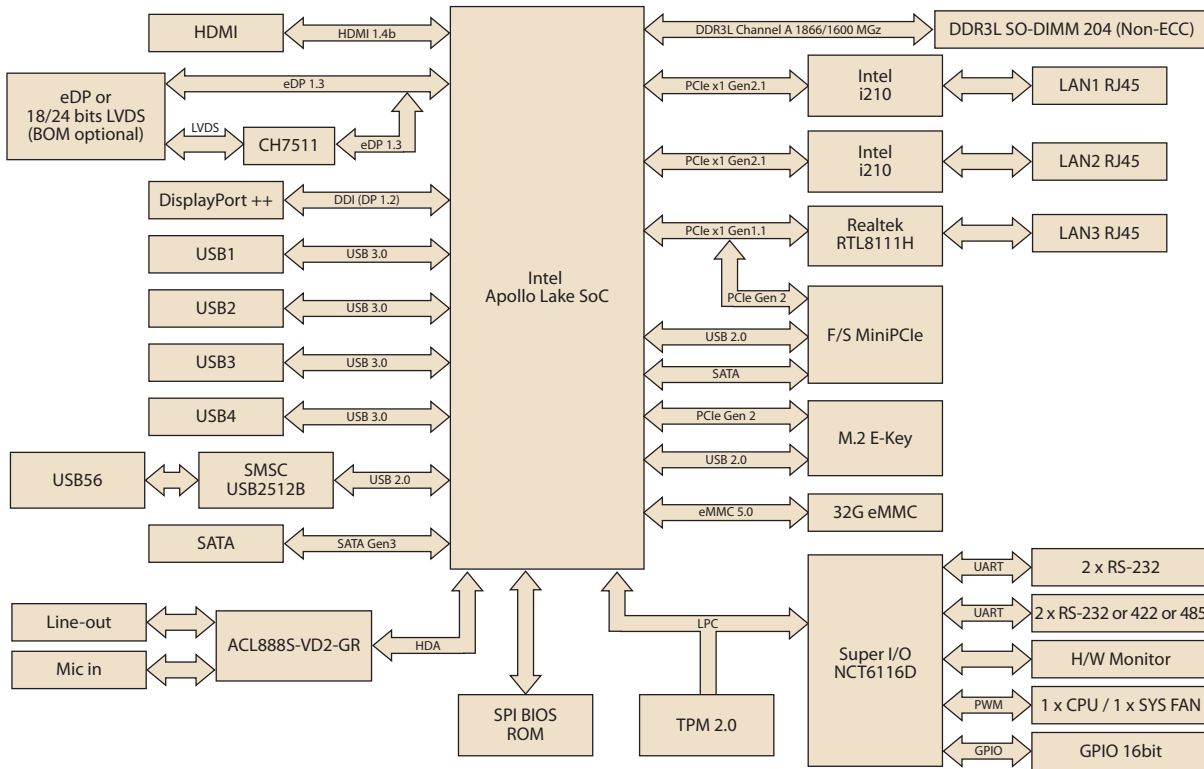 HDMI
HDMI 1.4b
eDP or
18/24 bits LVDS
(BOM optional)
eDP 1.3
LVDS
CH7511
eDP 1.3
DisplayPort ++
DDI (DP 1.2)
USB1
USB 3.0
USB2
USB 3.0
USB3
USB 3.0
USB4
USB 3.0
USB56
SMSC
USB2512B
USB 2.0
SATA
SATA Gen3
Line-out
Mic in
ACL888S-VD2-GR
HDA
Intel
Apollo Lake SoC
SPI BIOS
ROM
TPM 2.0
LPC
DDR3L Channel A 1866/1600 MGz
DDR3L SO-DIMM 204 (Non-ECC)
PCIe x1 Gen2.1
Intel
i210
LAN1 RJ45
PCIe x1 Gen2.1
Intel
i210
LAN2 RJ45
PCIe x1 Gen1.1
Realtek
RTL8111H
LAN3 RJ45
PCIe Gen 2
USB 2.0
SATA
F/S MiniPCIe
PCIe Gen 2
USB 2.0
M.2 E-Key
eMMC 5.0
32G eMMC
Super I/O
NCT6116D
UART
2 x RS-232
UART
2 x RS-232 or 422 or 485
H/W Monitor
PWM
1 x CPU / 1 x SYS FAN
GPIO
GPIO 16bit